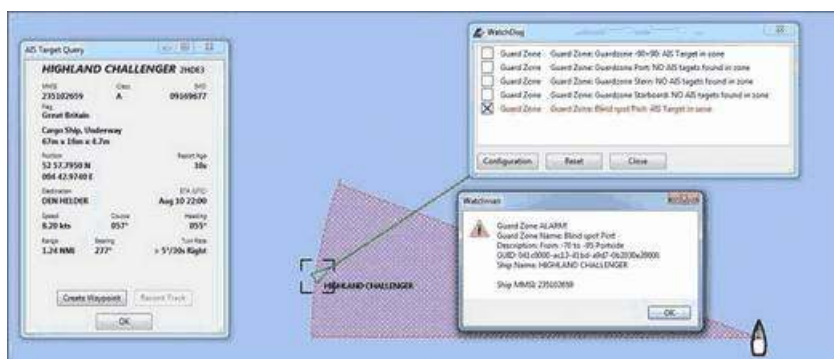 AIS Target Query
HIGHLAND CHALLENGER 2HDE3
MMSI Class IMO
235102659 A 09169677
Flag
Great Britain
Cargo Ship, Underway
67m x 16m x 4.7m
Position Report Age
52 57.7950 N 10s
004 42.9740 E
Destination ETA (UTC)
DEN HELDER Aug 10 22:00
Speed Course Heading
8.20 kts 057° 055°
Range Bearing Turn Rate
1.24 NMi 277° > 5°/30s Right
Create Waypoint Record Track
OK
HIGHLAND CHALLENGER
WatchDog
Guard Zone Guard Zone: Guardzone -90+90: AIS Target in zone
Guard Zone Guard Zone: Guardzone Port: NO AIS tagets found in zone
Guard Zone Guard Zone: Guardzone Stern: NO AIS tagets found in zone
Guard Zone Guard Zone: Guardzone Starboard: NO AIS tagets found in zone
Guard Zone Guard Zone: Blind spot Port: AIS Target in zone
Configuration Reset Close
Watchman
Guard Zone ALARM!
Guard Zone Name: Blind spot Port
Description: From -70 to -95 Portside
GUID:
Ship Name: HIGHLAND CHALLENGER
Ship MMSI: 235102659
OK